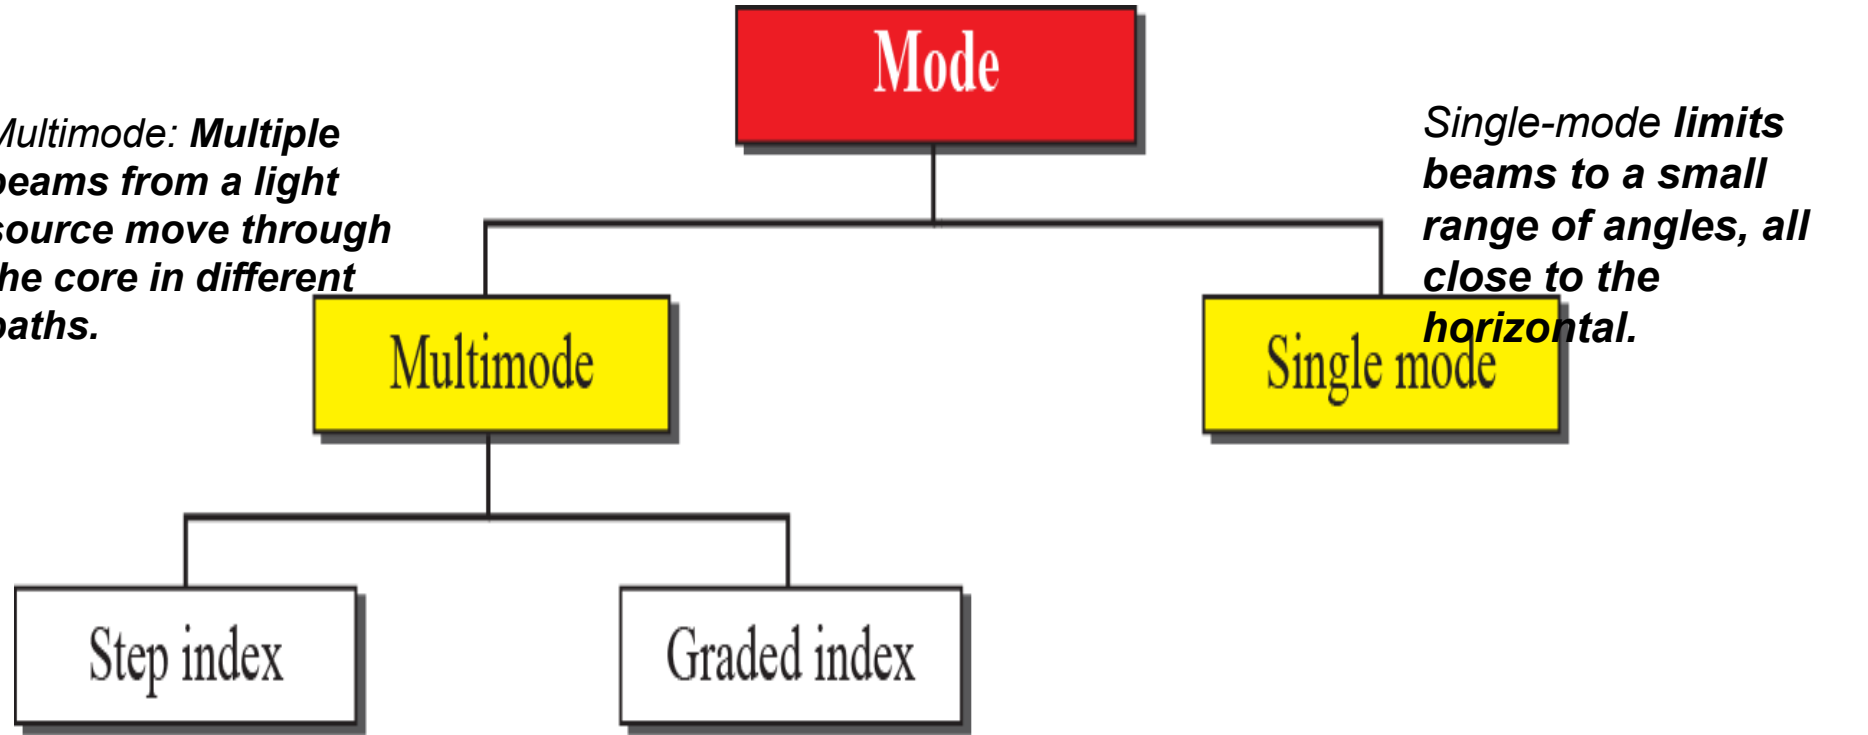 Mode
Multimode: Multiple
beams from a light
source move through
the core in different
paths.
Single-mode limits
beams to a small
range of angles, all
close to the
horizontal.
Multimode
Single mode
Step index
Graded index